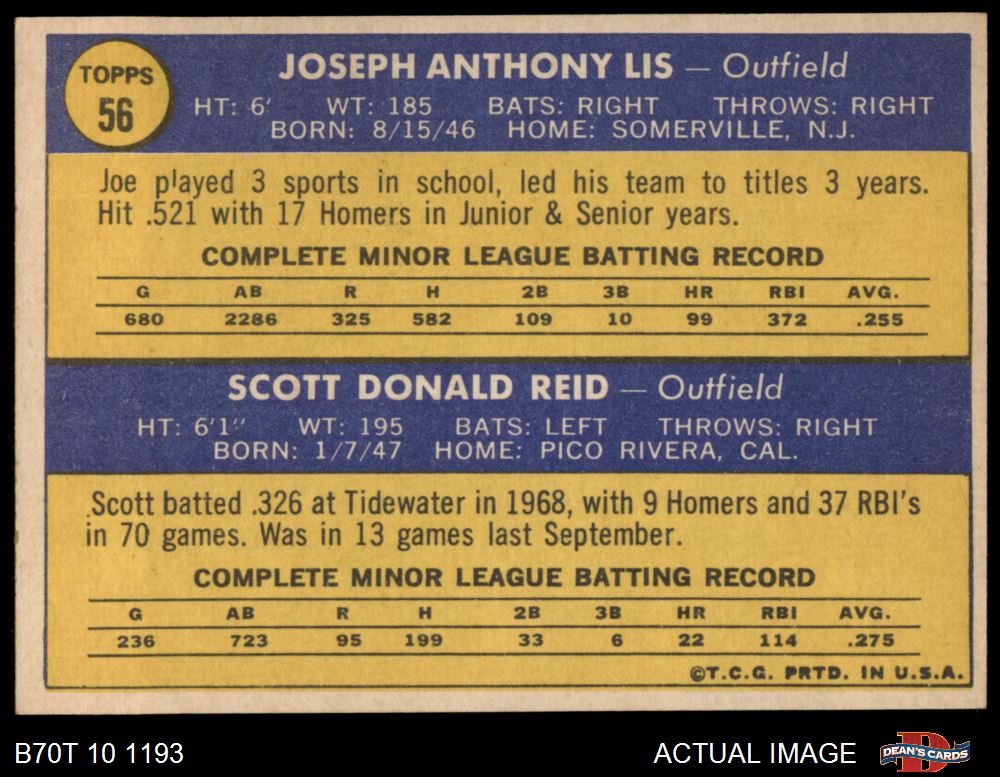 TOPPS
56
JOSEPH ANTHONY LIS — Outfield
HT: 6' WT: 185 BATS: RIGHT THROWS: RIGHT
BORN: 8/15/46 HOME: SOMERVILLE, N.J.
Joe played 3 sports in school, led his team to titles 3 years.
Hit .521 with 17 Homers in Junior & Senior years.
COMPLETE MINOR LEAGUE BATTING RECORD
G AB R H 2B 3B HR RBI AVG.
680 2286 325 582 109 10 99 372 .255
SCOTT DONALD REID — Outfield
HT: 6'1" WT: 195 BATS: LEFT THROWS: RIGHT
BORN: 1/7/47 HOME: PICO RIVERA, CAL.
Scott batted .326 at Tidewater in 1968, with 9 Homers and 37 RBI's
in 70 games. Was in 13 games last September.
COMPLETE MINOR LEAGUE BATTING RECORD
G AB R H 2B 3B HR RBI AVG.
236 723 95 199 33 6 22 114 .275
©T.C.G. PRTD. IN U.S.A.
B70T 10 1193 ACTUAL IMAGE DEAN'S CARDS